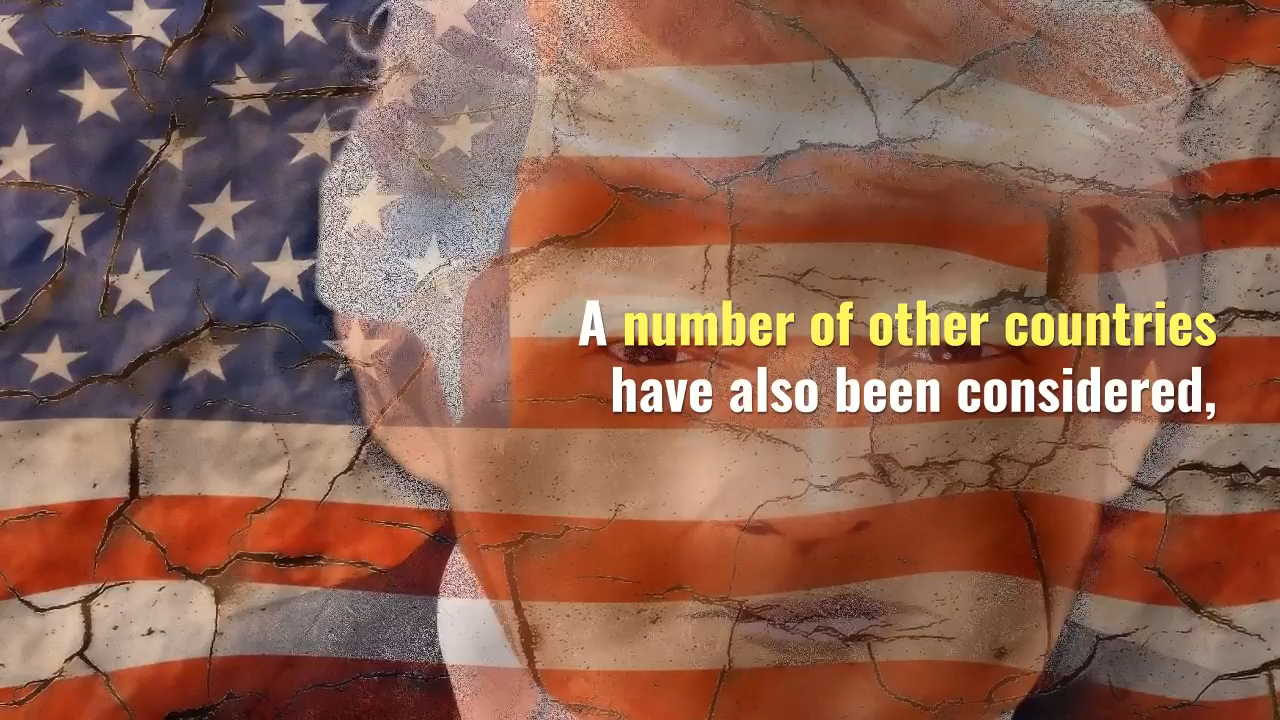 A number of other countries
have also been considered,